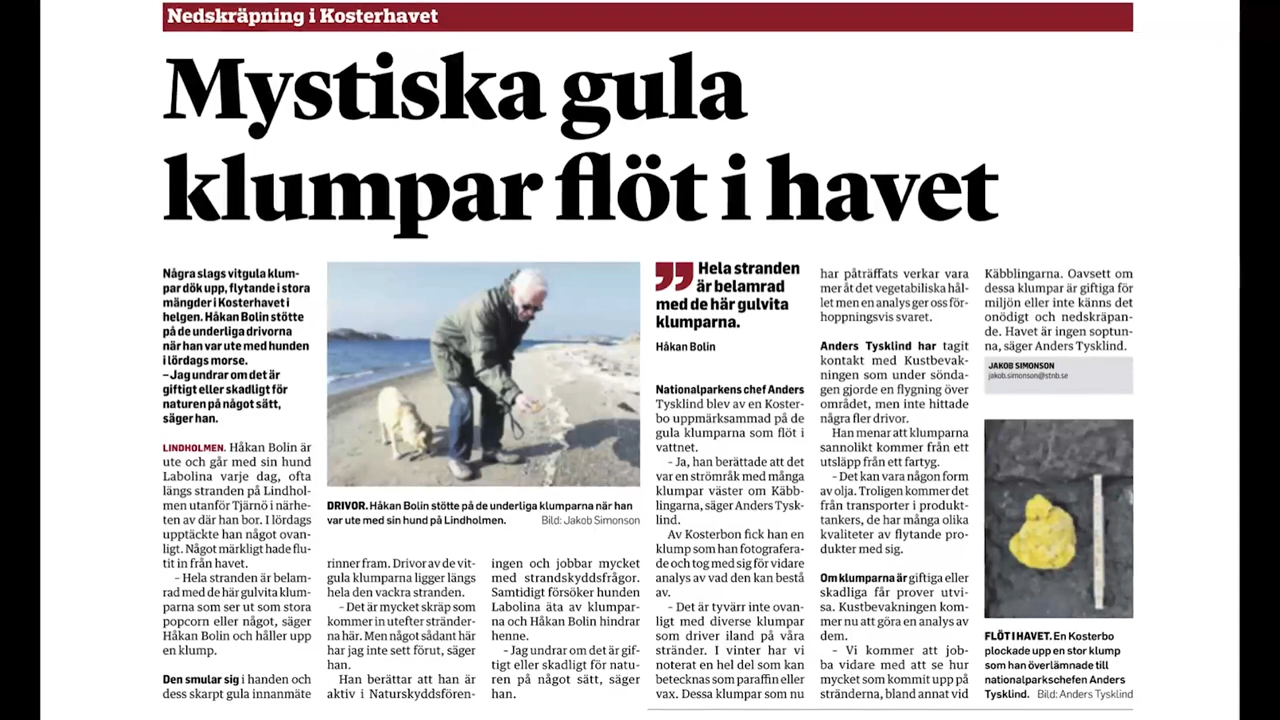 Nedskräpning i Kosterhavet
Mystiska gula
klumpar flöt i havet
Några slags vitgula klum-
par dök upp, flytande i stora
mängder i Kosterhavet i
helgen. Håkan Bolin stötte
på de underliga drivorna
när han var ute med hunden
i lördags morse.
– Jag undrar om det är
giftigt eller skadligt för
naturen på något sätt,
säger han.
LINDHOLMEN. Håkan Bolin är
ute och går med sin hund
Labolina varje dag, ofta
längs stranden på Lindhol-
men utanför Tjärnö i närhe-
ten av där han bor. I lördags
upptäckte han något ovan-
ligt. Något märkligt hade flu-
tit in från havet.
– Hela stranden är belam-
rad med de här gulvita klum-
parna som ser ut som stora
popcorn eller något, säger
Håkan Bolin och håller upp
en klump.
Den smular sig i handen och
dess skarpt gula innanmäte
DRIVOR. Håkan Bolin stötte på de underliga klumparna när han
var ute med sin hund på Lindholmen. Bild: Jakob Simonson
rinner fram. Drivor av de vit-
gula klumparna ligger längs
hela den vackra stranden.
– Det är mycket skräp som
kommer in utefter stränder-
na här. Men något sådant här
har jag inte sett förut, säger
han.
Han berättar att han är
aktiv i Naturskyddsfören-
ingen och jobbar mycket
med strandskyddsfrågor.
Samtidigt försöker hunden
Labolina äta av klumpar-
na och Håkan Bolin hindrar
henne.
– Jag undrar om det är gif-
tigt eller skadligt för natu-
ren på något sätt, säger
han.
Hela stranden
är belamrad
med de här gulvita
klumparna.
Håkan Bolin
Nationalparkens chef Anders
Tysklind blev av en Koster-
bo uppmärksammad på de
gula klumparna som flöt i
vattnet.
– Ja, han berättade att det
var en strömråk med många
klumpar väster om Käbb-
lingarna, säger Anders Tysk-
lind.
Av Kosterbon fick han en
klump som han fotografera-
de och tog med sig för vidare
analys av vad den kan bestå
av.
– Det är tyvärr inte ovan-
ligt med diverse klumpar
som driver iland på våra
stränder. I vinter har vi
noterat en hel del som kan
betecknas som paraffin eller
vax. Dessa klumpar som nu
har påträffats verkar vara
mer åt det vegetabiliska hål-
let men en analys ger oss för-
hoppningsvis svaret.
Anders Tysklind har tagit
kontakt med Kustbevak-
ningen som under sönda-
gen gjorde en flygning över
området, men inte hittade
några fler drivor.
Han menar att klumparna
sannolikt kommer från ett
utsläpp från ett fartyg.
– Det kan vara någon form
av olja. Troligen kommer det
från transporter i produkt-
tankers, de har många olika
kvaliteter av flytande pro-
dukter med sig.
Om klumparna är giftiga eller
skadliga får prover utvi-
sa. Kustbevakningen kom-
mer nu att göra en analys av
dem.
– Vi kommer att job-
ba vidare med att se hur
mycket som kommit upp på
stränderna, bland annat vid
Käbblingarna. Oavsett om
dessa klumpar är giftiga för
miljön eller inte känns det
onödigt och nedskräpan-
de. Havet är ingen soptun-
na, säger Anders Tysklind.
JAKOB SIMONSON
jakob.simonson@stnb.se
FLÖT I HAVET. En Kosterbo
plockade upp en stor klump
som han överlämnade till
nationalparkschefen Anders
Tysklind. Bild: Anders Tysklind